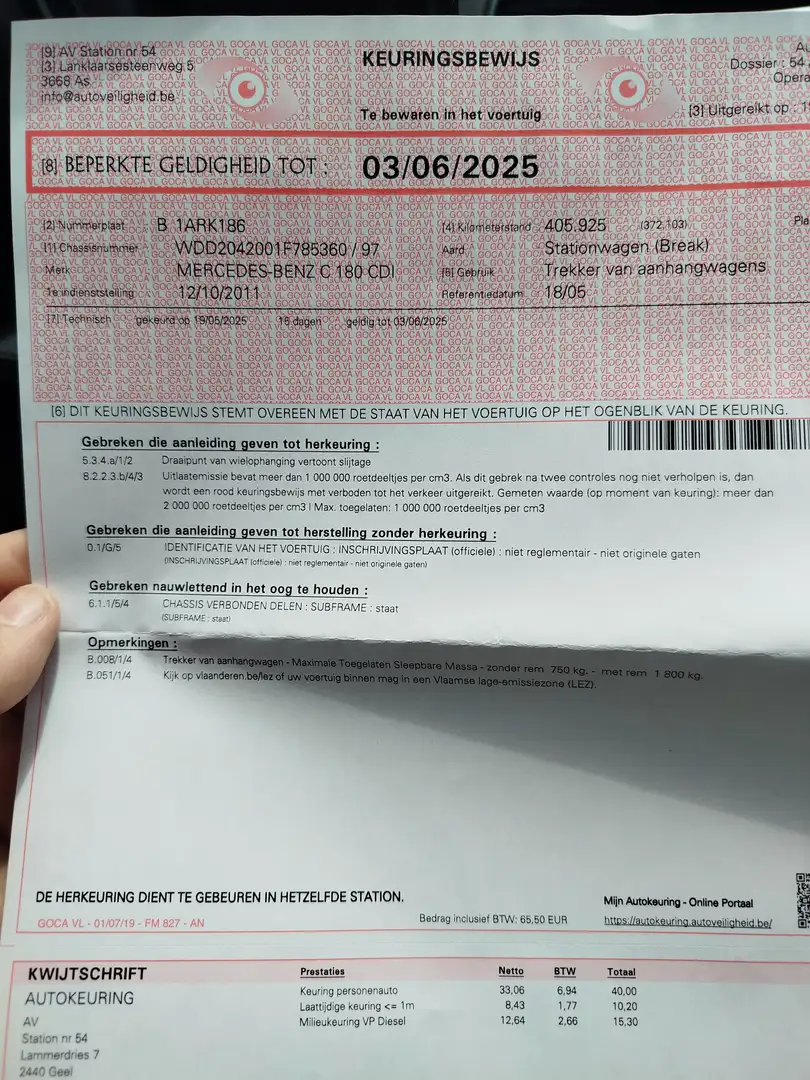 [9] AV Station nr 54
[3] Lanklaarsesteenweg 5
3668 As
info@autoveiligheid.be
KEURINGSBEWIJS
Te bewaren in het voertuig
Dossier : 54
[3] Uitgereikt op :
[8] BEPERKTE GELDIGHEID TOT : 03/06/2025
[2] Nummerplaat B 1ARK186 [4] Kilometerstand 405.925 (372.103)
[1] Chassisnummer WDD2042001F785360 / 97 Aard Stationwagen (Break)
Merk MERCEDES-BENZ C 180 CDI [5] Gebruik Trekker van aanhangwagens
1e indienststelling 12/10/2011 Referentiedatum 18/05
[7] Technisch gekeurd op 19/05/2025 16 dagen geldig tot 03/06/2025
[6] DIT KEURINGSBEWIJS STEMT OVEREEN MET DE STAAT VAN HET VOERTUIG OP HET OGENBLIK VAN DE KEURING.
Gebreken die aanleiding geven tot herkeuring :
5.3.4.a/1/2 Draaipunt van wielophanging vertoont slijtage
8.2.2.3.b/4/3 Uitlaatemissie bevat meer dan 1 000 000 roetdeeltjes per cm3. Als dit gebrek na twee controles nog niet verholpen is, dan
wordt een rood keuringsbewijs met verboden tot het verkeer uitgereikt. Gemeten waarde (op moment van keuring): meer dan
2 000 000 roetdeeltjes per cm3 | Max. toegelaten: 1 000 000 roetdeeltjes per cm3
Gebreken die aanleiding geven tot herstelling zonder herkeuring :
0.1/G/5 IDENTIFICATIE VAN HET VOERTUIG : INSCHRIJVINGSPLAAT (officiele) : niet reglementair - niet originele gaten
(INSCHRIJVINGSPLAAT (officiele) : niet reglementair - niet originele gaten)
Gebreken nauwlettend in het oog te houden :
6.1.1/5/4 CHASSIS VERBONDEN DELEN : SUBFRAME : staat
(SUBFRAME : staat)
Opmerkingen :
B.008/1/4 Trekker van aanhangwagen - Maximale Toegelaten Sleepbare Massa - zonder rem 750 kg. - met rem 1 800 kg.
B.051/1/4 Kijk op vlaanderen.be/lez of uw voertuig binnen mag in een Vlaamse lage-emissiezone (LEZ).
DE HERKEURING DIENT TE GEBEUREN IN HETZELFDE STATION.
Mijn Autokeuring - Online Portaal
GOCA VL - 01/07/19 - FM 827 - AN
Bedrag inclusief BTW: 65,50 EUR
https://autokeuring.autoveiligheid.be/
KWIJTSCHRIFT
AUTOKEURING
AV
Station nr 54
Lammerdries 7
2440 Geel
Prestaties Netto BTW Totaal
Keuring personenauto 33,06 6,94 40,00
Laattijdige keuring <= 1m 8,43 1,77 10,20
Milieukeuring VP Diesel 12,64 2,66 15,30